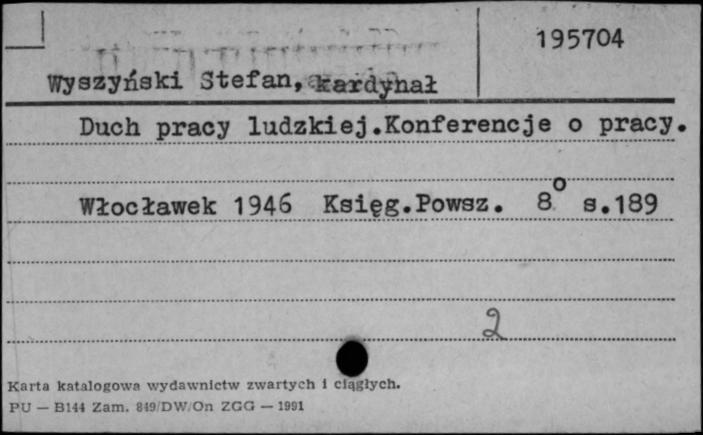 195704
Wyszyński Stefan, kardynał
Duch pracy ludzkiej.Konferencje o pracy.
Włocławek 1946 Księg.Powsz. 8° s.189
2
Karta katalogowa wydawnictw zwartych i ciągłych.
PU — B144 Zam. 849/DW/On ZGG — 1991